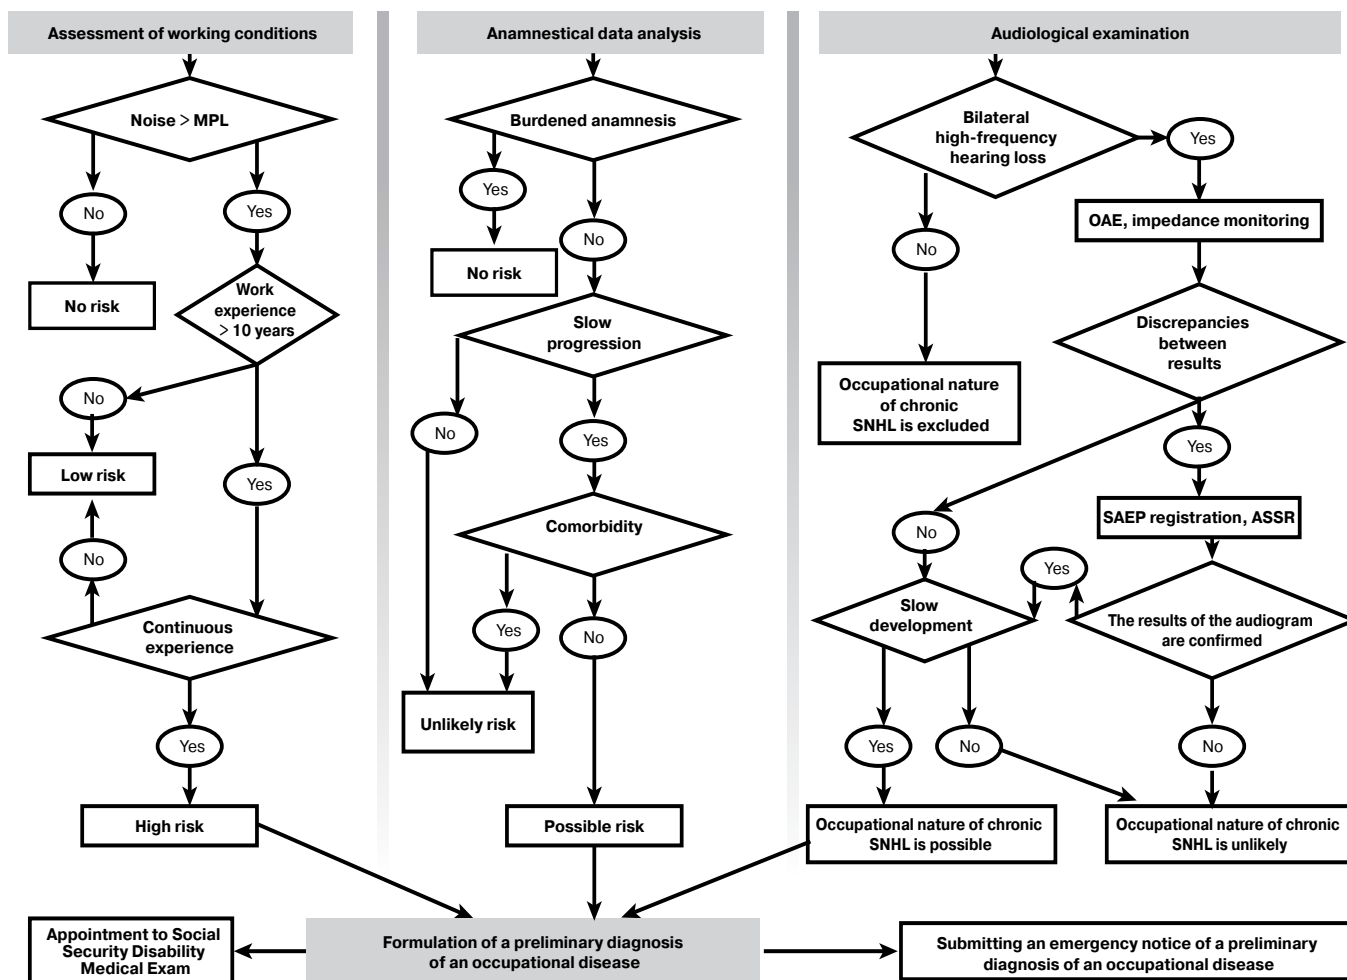 Assessment of working conditions
Noise > MPL
No
Yes
No risk
Work
experience
> 10 years
No
Low risk
Yes
No
Continuous
experience
Yes
High risk
Anamnestical data analysis
Burdened anamnesis
Yes
No
No risk
Slow
progression
No
Yes
Comorbidity
Yes
No
Unlikely risk
Possible risk
Audiological examination
Bilateral
high-frequency
hearing loss
Yes
No
OAE, impedance monitoring
Discrepancies
between
results
Occupational nature
of chronic
SNHL is excluded
Yes
No
SAEP registration, ASSR
Yes
Slow
development
The results of the audiogram
are confirmed
Yes
No
No
Occupational nature of chronic
SNHL is possible
Occupational nature of chronic
SNHL is unlikely
Appointment to Social
Security Disability
Medical Exam
Formulation of a preliminary diagnosis
of an occupational disease
Submitting an emergency notice of a preliminary
diagnosis of an occupational disease